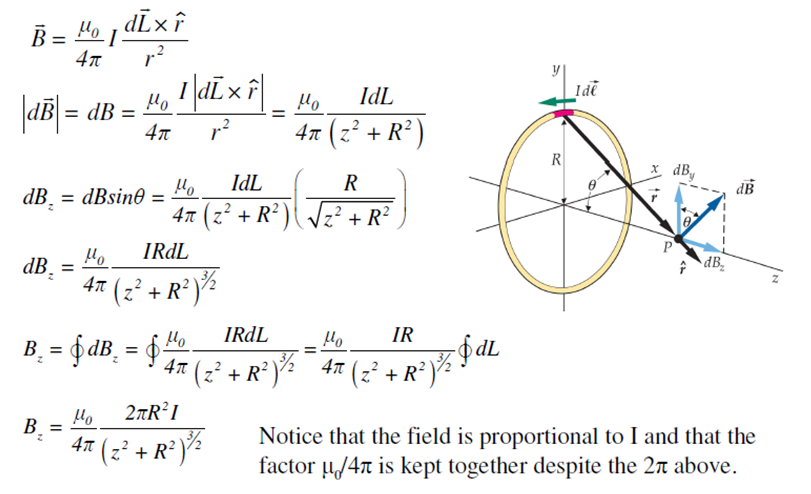 B⃗ = μ₀/4π I dL⃗ × r̂ / r²
|dB⃗| = dB = μ₀/4π I|dL⃗ × r̂| / r² = μ₀/4π IdL / (z² + R²)
dB_z = dBsinθ = μ₀/4π IdL / (z² + R²) (R / √(z² + R²))
dB_z = μ₀/4π IRdL / (z² + R²)^(3/2)
B_z = ∮dB_z = ∮ μ₀/4π IRdL / (z² + R²)^(3/2) = μ₀/4π IR / (z² + R²)^(3/2) ∮dL
B_z = μ₀/4π 2πR²I / (z² + R²)^(3/2)
y
Idℓ⃗
R
θ
r⃗
x
dB_y
dB⃗
θ
P
r̂
dB_z
z
Notice that the field is proportional to I and that the
factor μ₀/4π is kept together despite the 2π above.